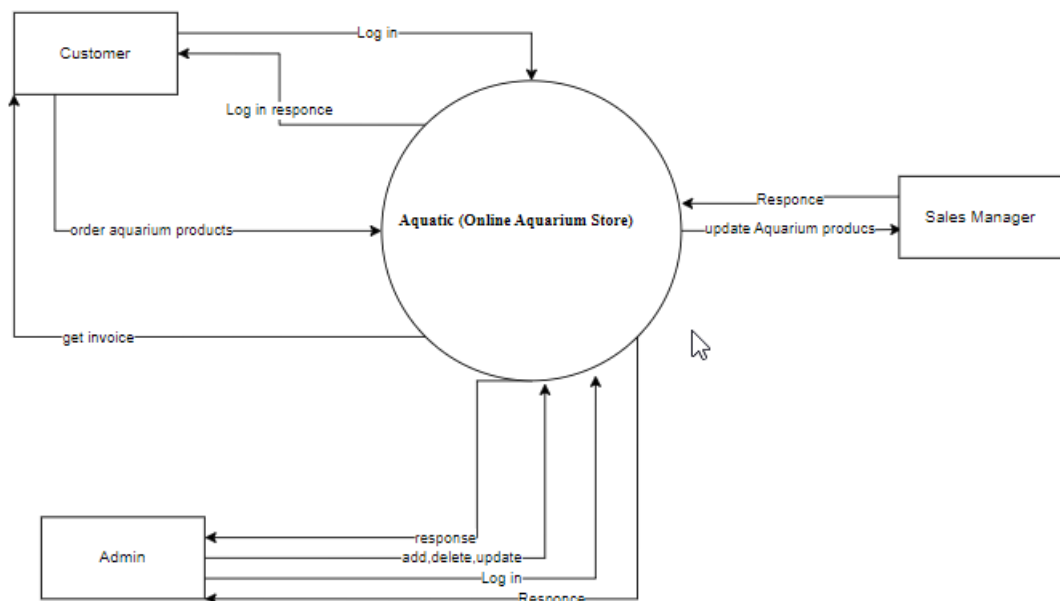 Log in
Customer
Log in responce
Responce
Aquatic (Online Aquarium Store)
Sales Manager
order aquarium products
update Aquarium producs
get invoice
response
Admin
add,delete,update
Log in
Responce